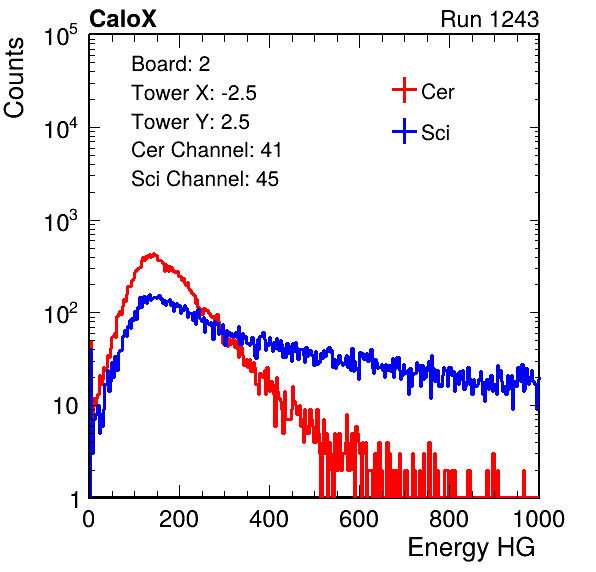 CaloX Run 1243
Counts
10^5
10^4
10^3
10^2
10
1
Board: 2
Tower X: -2.5
Tower Y: 2.5
Cer Channel: 41
Sci Channel: 45
Cer
Sci
0 200 400 600 800 1000
Energy HG